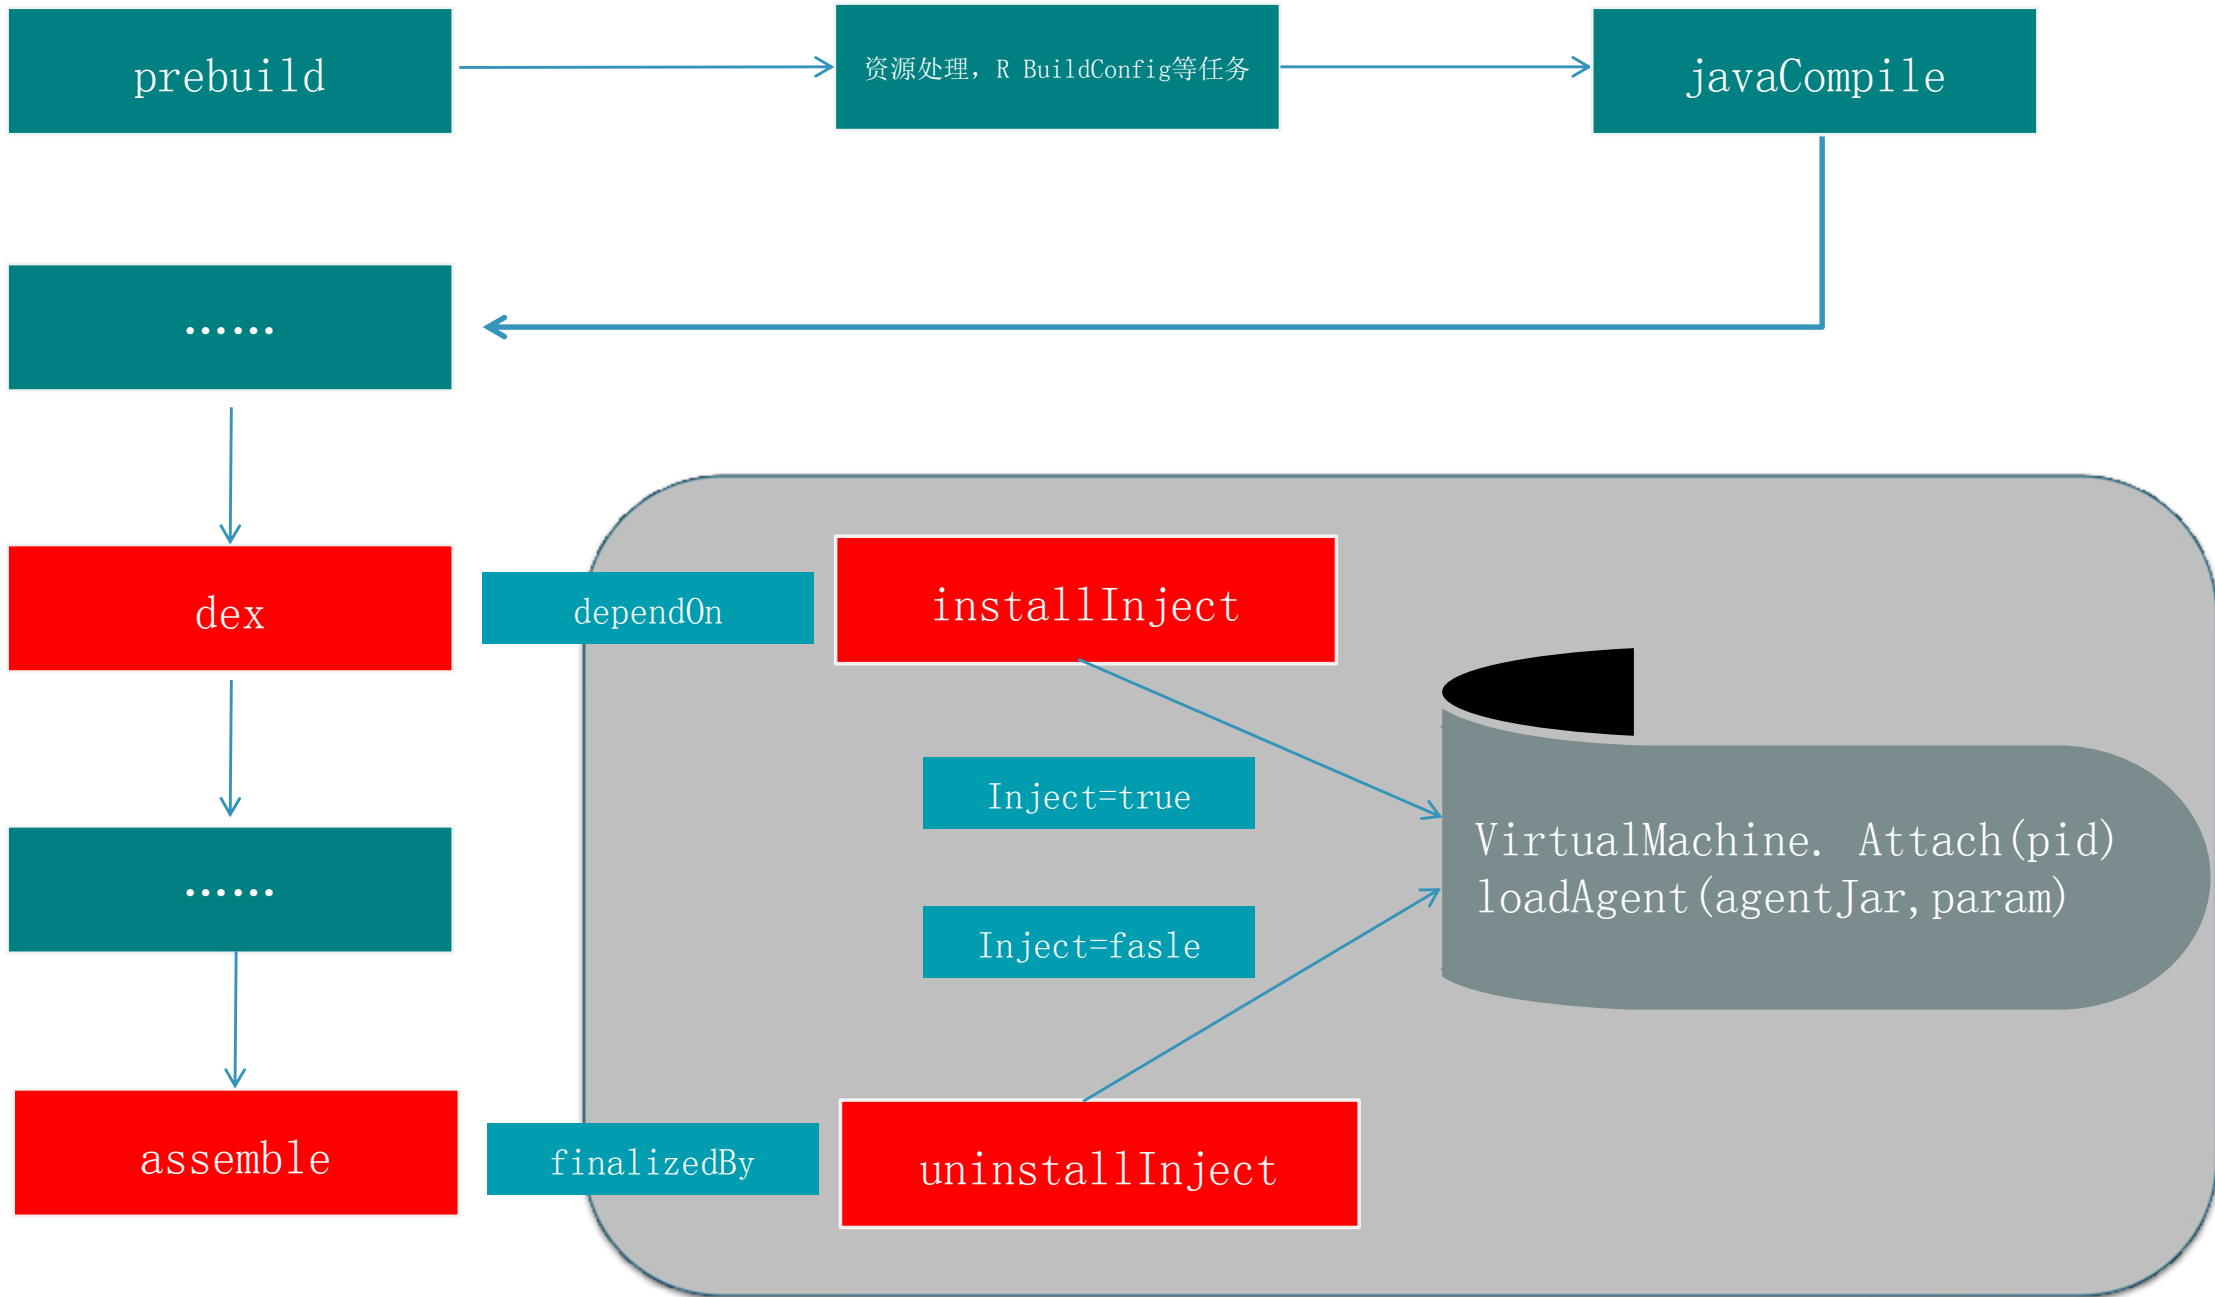 prebuild
资源处理，R BuildConfig等任务
javaCompile
......
dex
dependOn
installInject
Inject=true
VirtualMachine. Attach(pid)
loadAgent(agentJar,param)
......
Inject=fasle
assemble
finalizedBy
uninstallInject